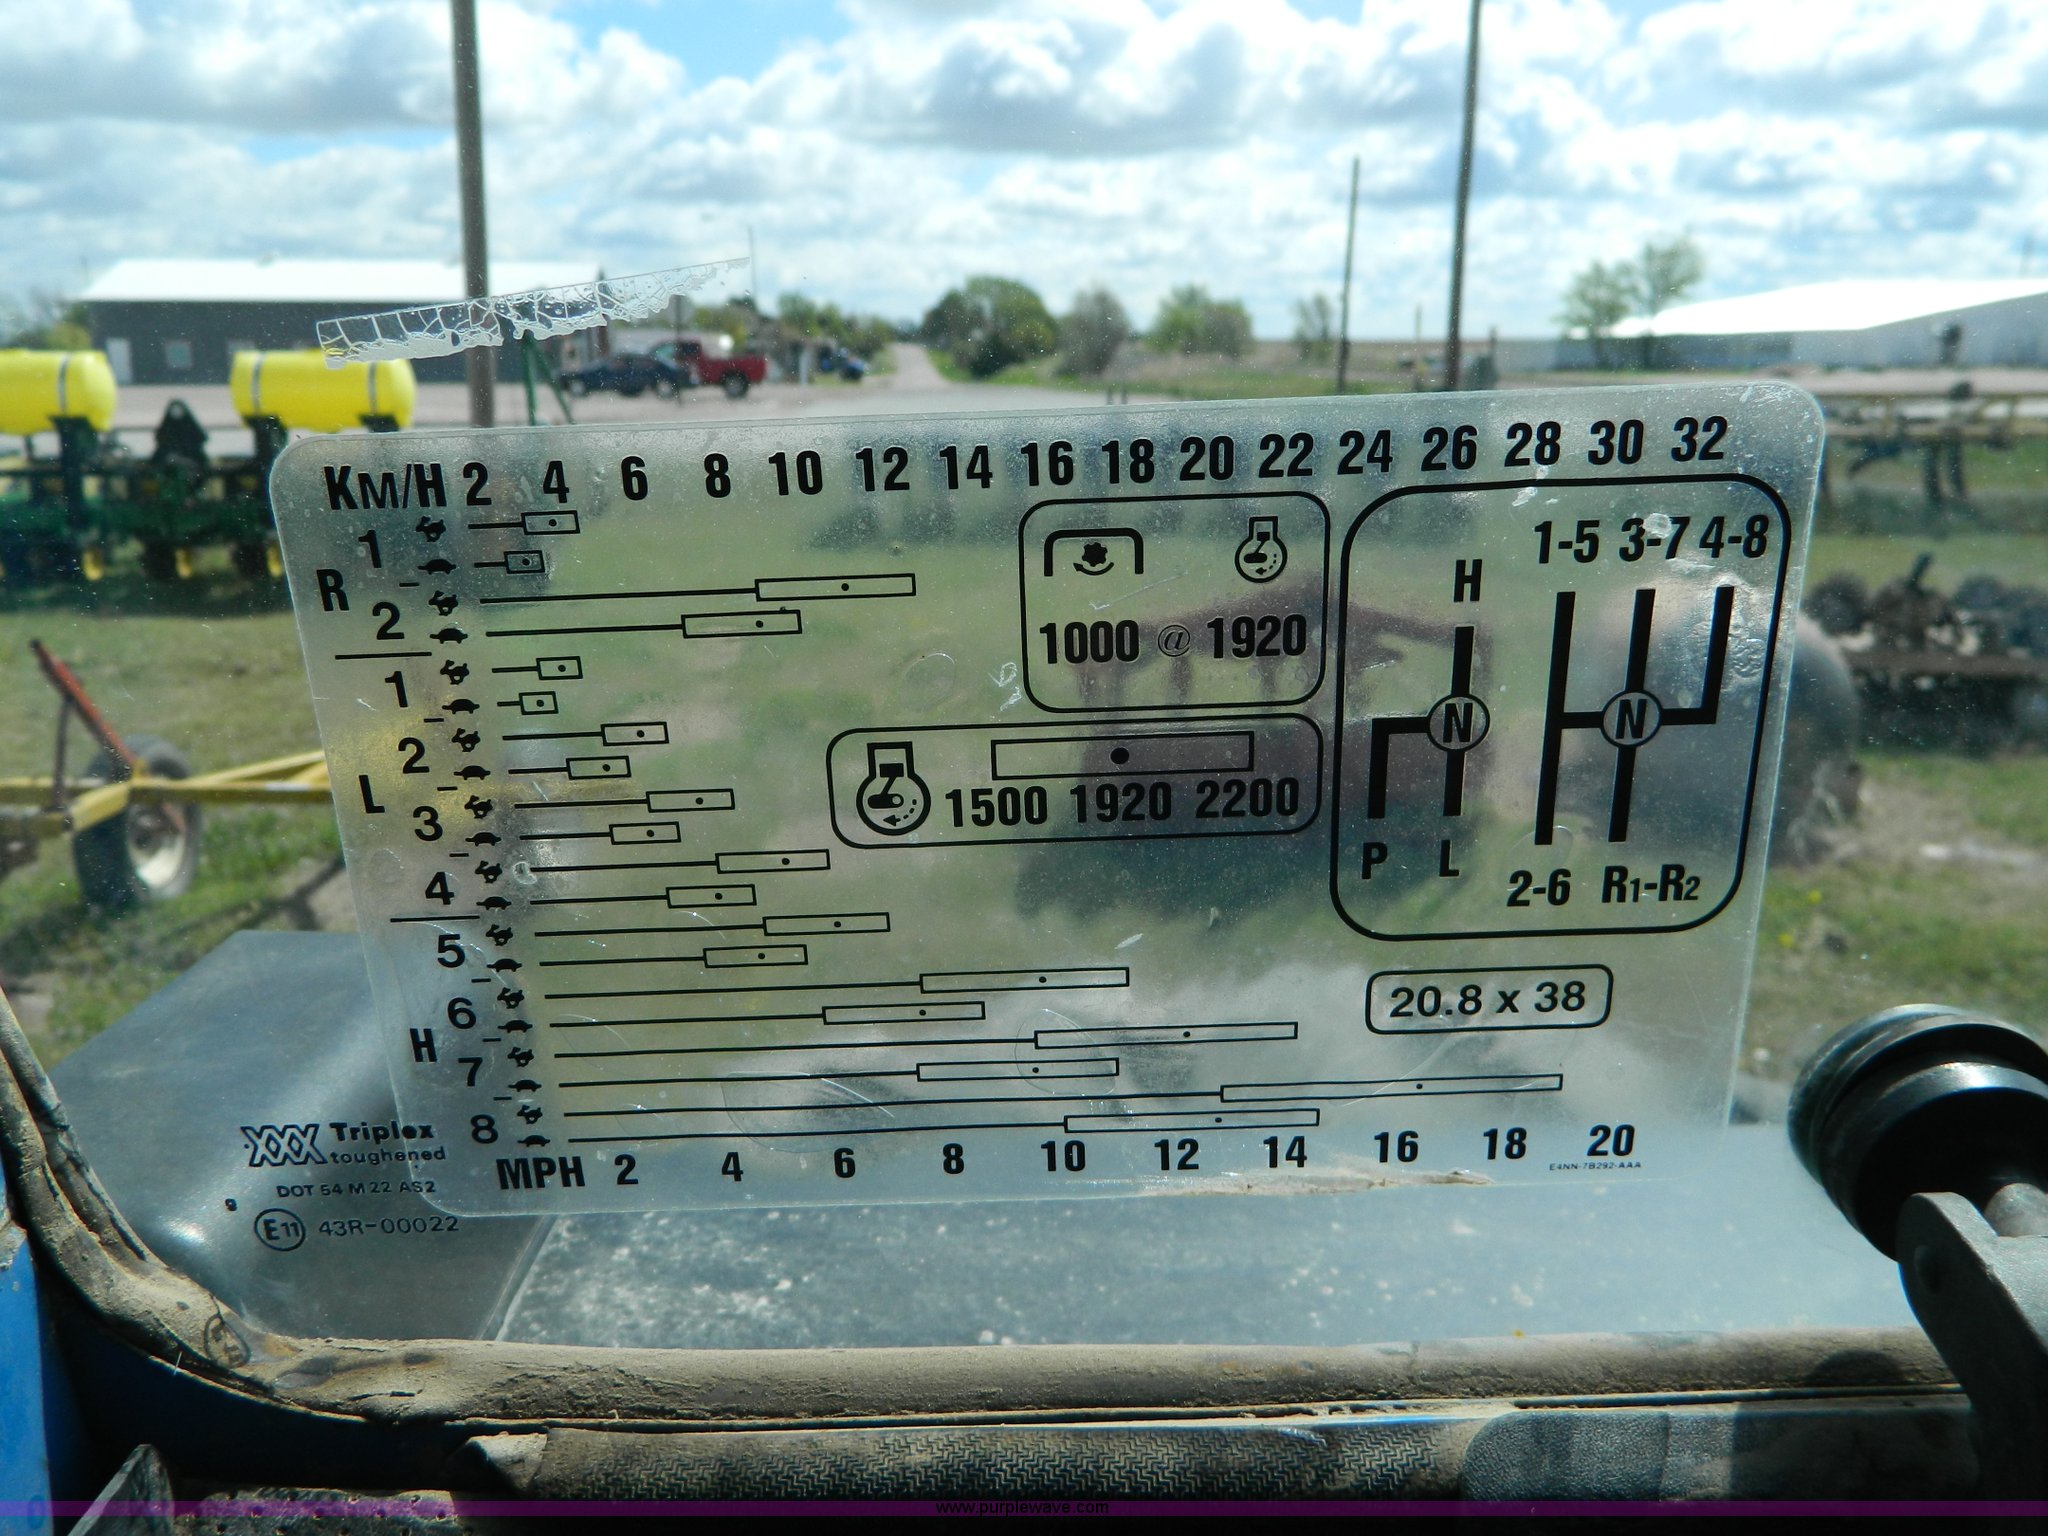 KM/H 2 4 6 8 10 12 14 16 18 20 22 24 26 28 30 32
R
1
2
L
1
2
3
4
H
5
6
7
8
1000 @ 1920
1500 1920 2200
1-5 3-7 4-8
H
N N
P L
2-6 R1-R2
20.8 x 38
MPH 2 4 6 8 10 12 14 16 18 20
E4NN-7B292-AAA
XXX Triplex
toughened
DOT 54 M 22 AS2
9
E11 43R-00022
www.purplewave.com